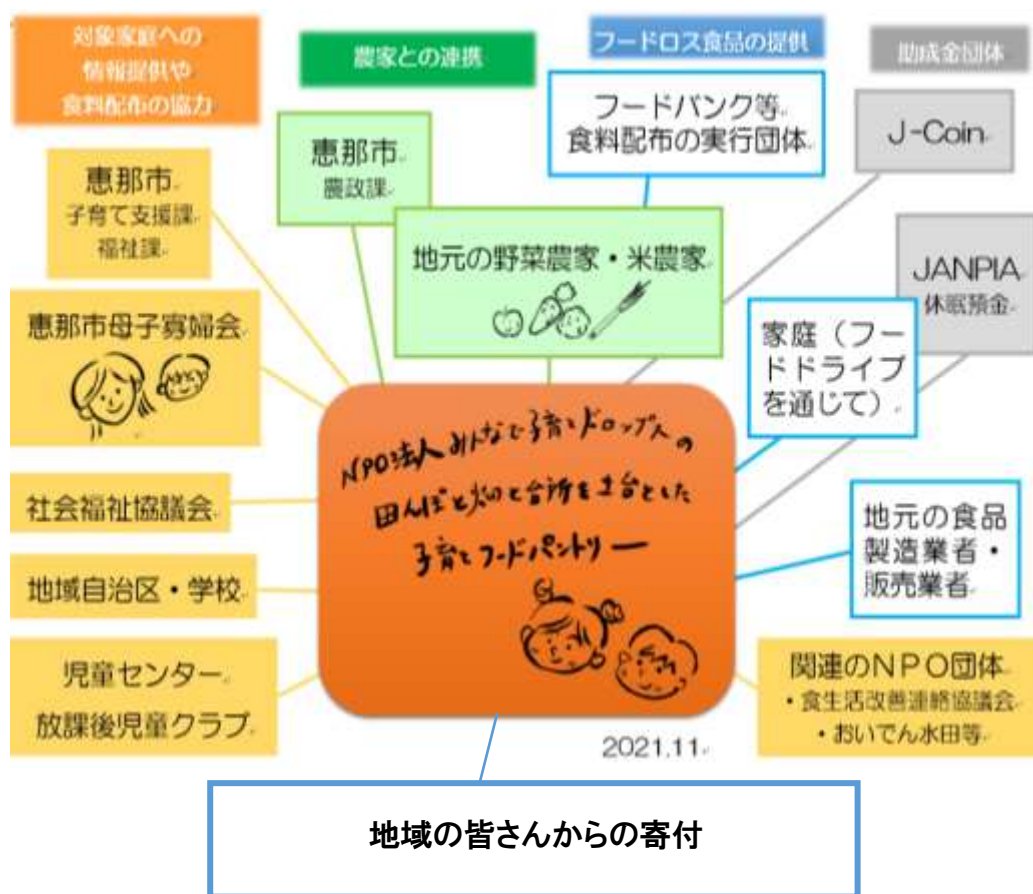 対象家庭への
情報提供や
食料配布の協力
農家との連携
フードロス食品の提供
助成金団体
恵那市
子育て支援課
福祉課
恵那市
農政課
フードバンク等
食料配布の実行団体
J-Coin
地元の野菜農家・米農家
JANPIA
休眠預金
恵那市母子寡婦会
家庭（フー
ドドライブ
を通じて）
社会福祉協議会
地域自治区・学校
児童センター
放課後児童クラブ
NPO法人みんなで子育てドロップスの
田んぼと畑と台所を土台とした
子育てフードパントリー
地元の食品
製造業者・
販売業者
関連のNPO団体
・食生活改善連絡協議会
・おいでん水田等
2021.11
地域の皆さんからの寄付